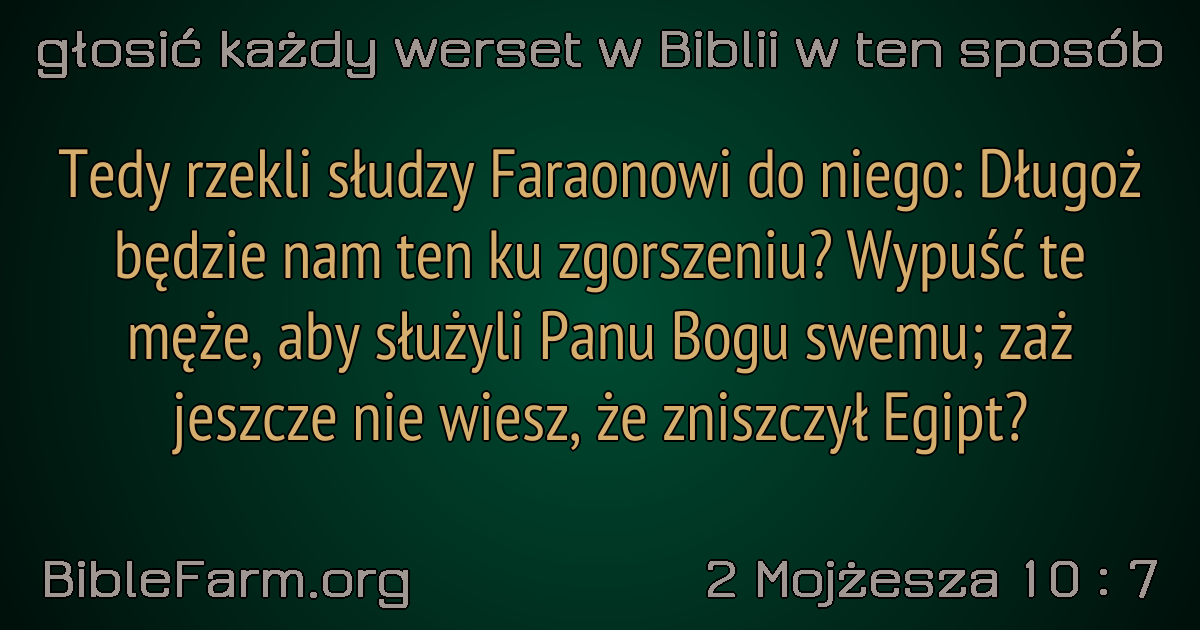 głosić każdy werset w Biblii w ten sposób
Tedy rzekli słudzy Faraonowi do niego: Długoż
będzie nam ten ku zgorszeniu? Wypuść te
męże, aby służyli Panu Bogu swemu; zaż
jeszcze nie wiesz, że zniszczył Egipt?
BibleFarm.org
2 Mojżesza 10 : 7